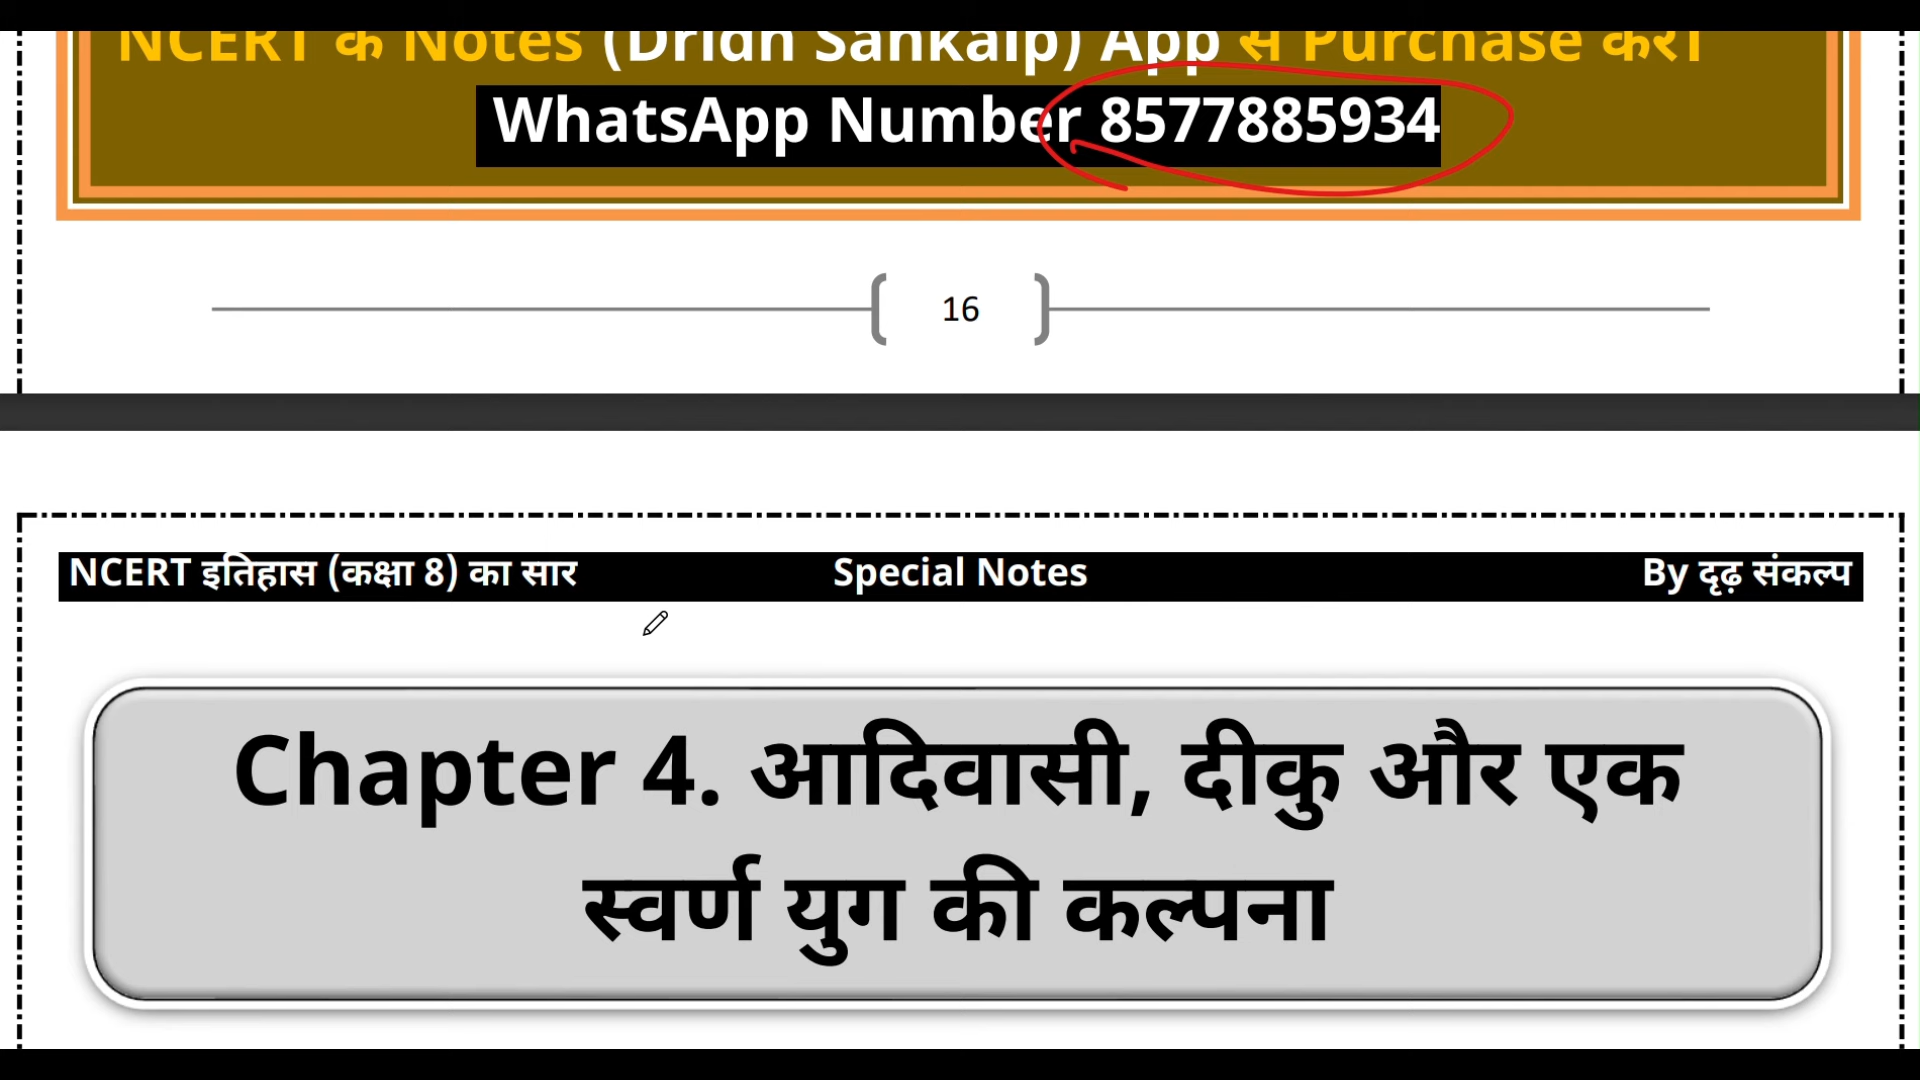 NCERT के Notes (Dridh Sankalp) App से Purchase करें
WhatsApp Number 8577885934
16
NCERT इतिहास (कक्षा 8) का सार Special Notes By दृढ़ संकल्प
Chapter 4. आदिवासी, दीकु और एक
स्वर्ण युग की कल्पना